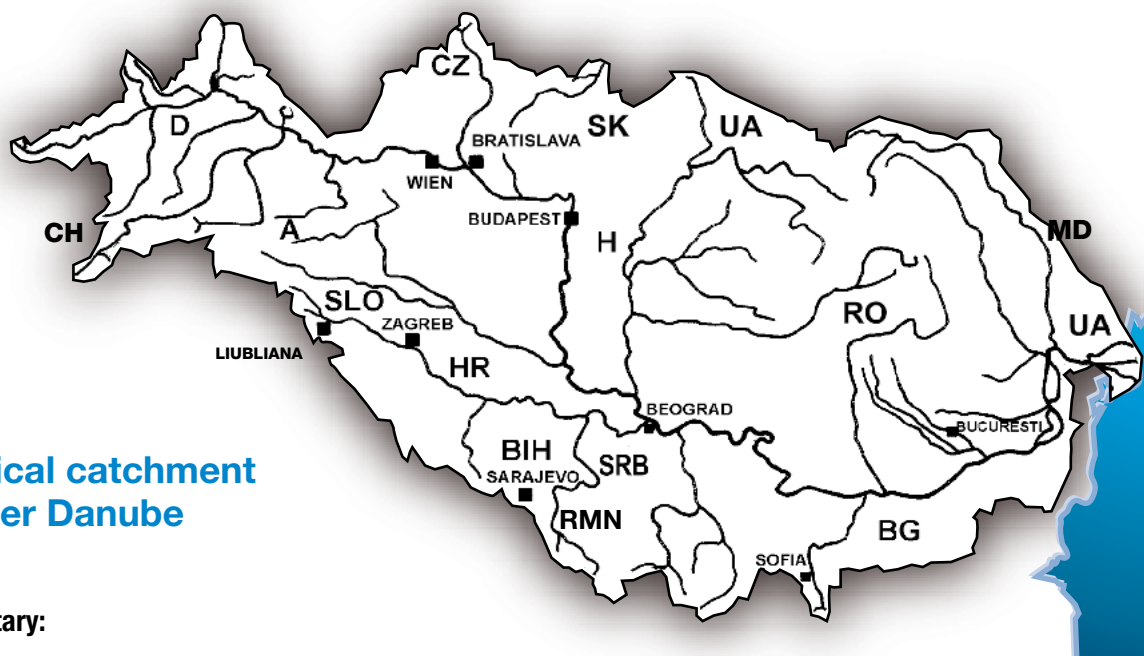 CZ
D
BRATISLAVA
SK
UA
WIEN
BUDAPEST
CH
A
H
MD
SLO
ZAGREB
RO
UA
LIUBLIANA
HR
BEOGRAD
BUCURESTI
BIH
SRB
SARAJEVO
ical catchment
er Danube
RMN
BG
SOFIA
tary: